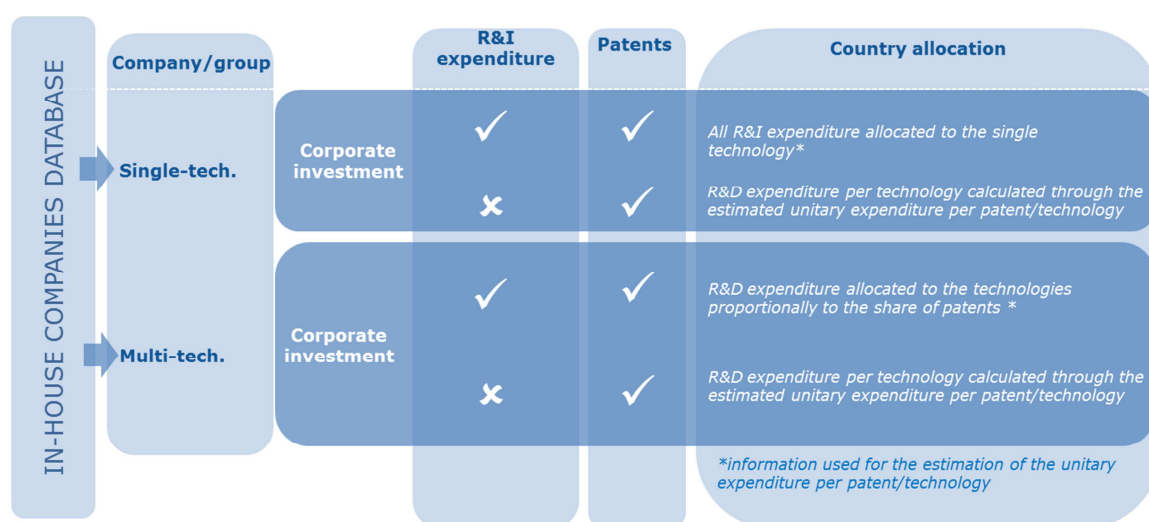 IN-HOUSE COMPANIES DATABASE
Company/group
R&I
expenditure
Patents
Country allocation
Single-tech.
Corporate
investment
All R&I expenditure allocated to the single
technology*
R&D expenditure per technology calculated through the
estimated unitary expenditure per patent/technology
Multi-tech.
Corporate
investment
R&D expenditure allocated to the technologies
proportionally to the share of patents *
R&D expenditure per technology calculated through the
estimated unitary expenditure per patent/technology
*information used for the estimation of the unitary
expenditure per patent/technology